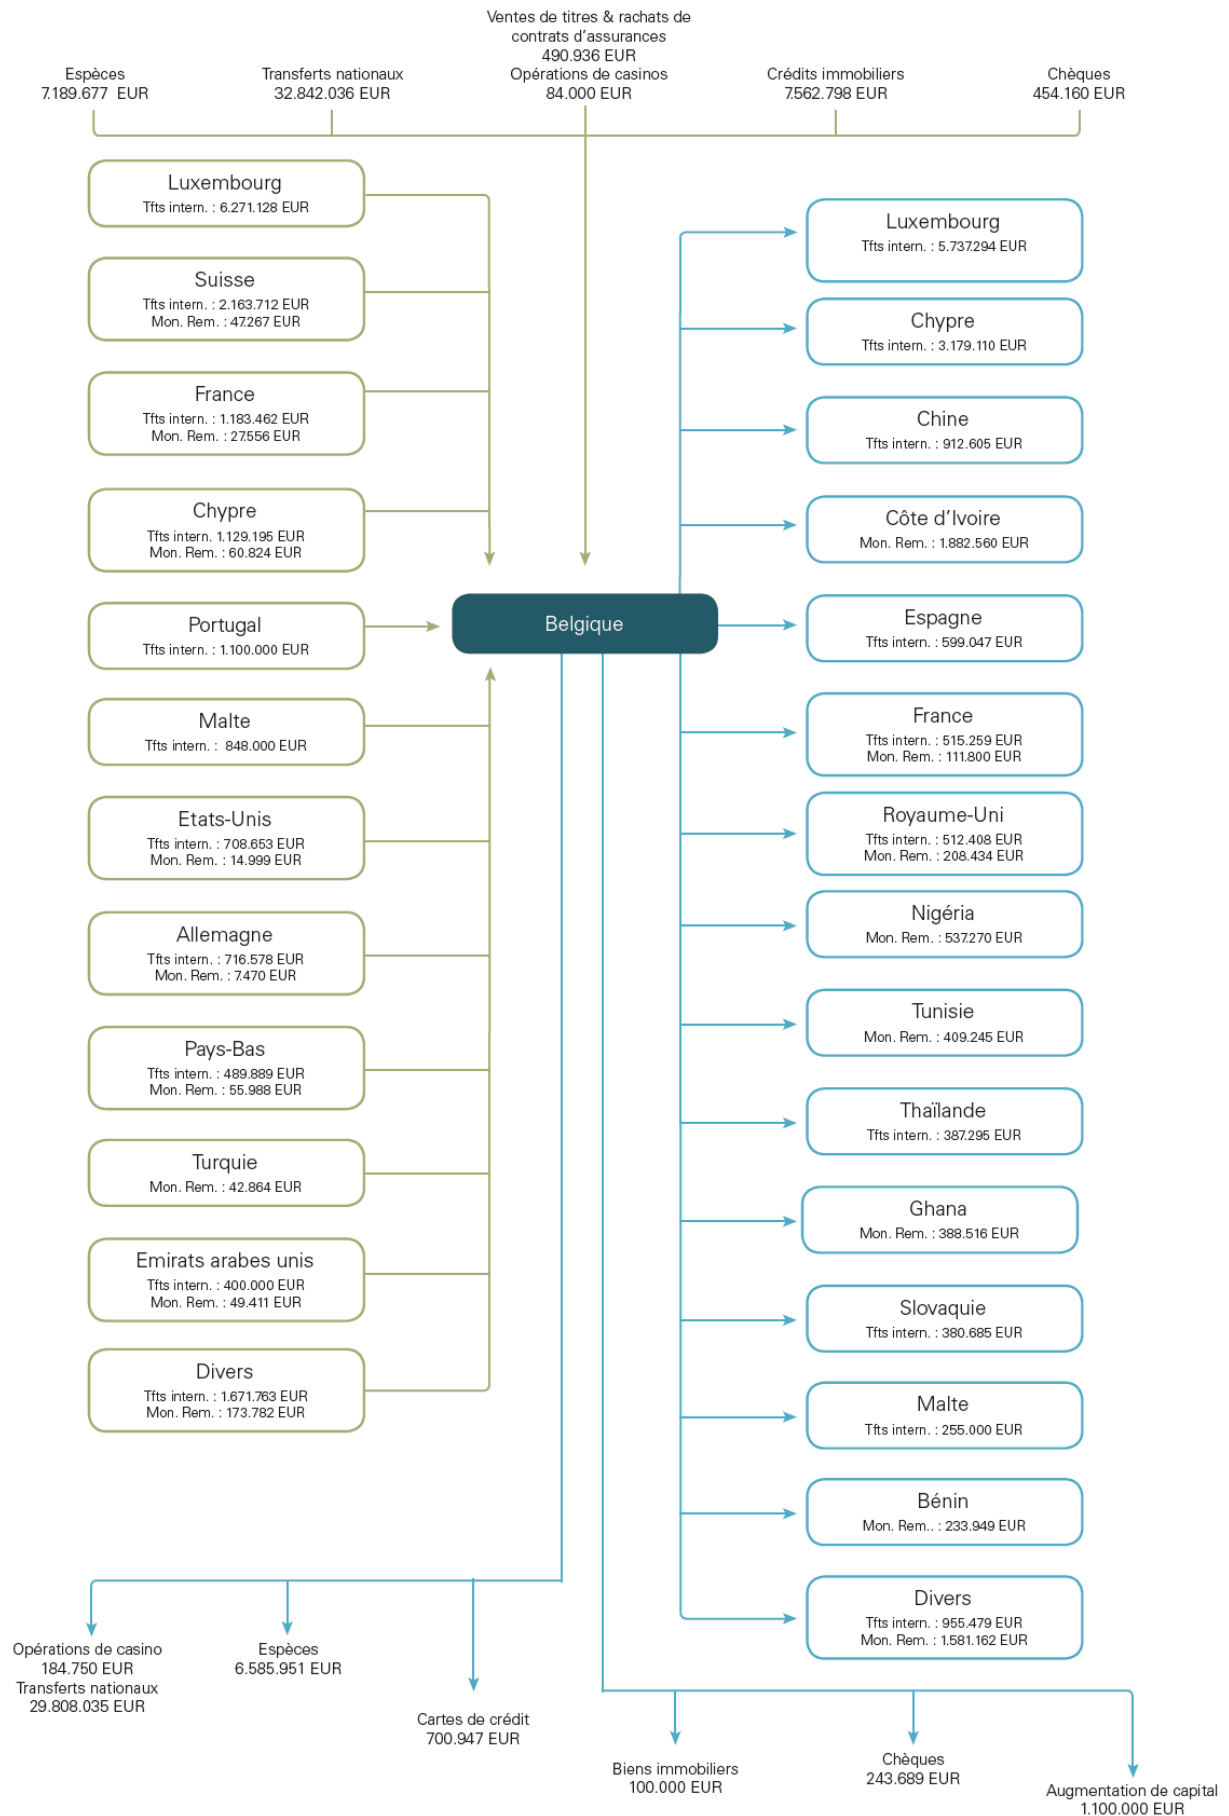 Ventes de titres & rachats de
contrats d'assurances
490.936 EUR
Opérations de casinos
84.000 EUR
Espèces
7.189.677 EUR
Transferts nationaux
32.842.036 EUR
Crédits immobiliers
7.562.798 EUR
Chèques
454.160 EUR
Luxembourg
Tfts intern. : 6.271.128 EUR
Suisse
Tfts intern. : 2.163.712 EUR
Mon. Rem. : 47.267 EUR
France
Tfts intern. : 1.183.462 EUR
Mon. Rem. : 27.556 EUR
Chypre
Tfts intern. 1.129.195 EUR
Mon. Rem. : 60.824 EUR
Portugal
Tfts intern. : 1.100.000 EUR
Malte
Tfts intern. : 848.000 EUR
Etats-Unis
Tfts intern. : 708.653 EUR
Mon. Rem. : 14.999 EUR
Allemagne
Tfts intern. : 716.578 EUR
Mon. Rem. : 7.470 EUR
Pays-Bas
Tfts intern. : 489.889 EUR
Mon. Rem. : 55.988 EUR
Turquie
Mon. Rem. : 42.864 EUR
Emirats arabes unis
Tfts intern. : 400.000 EUR
Mon. Rem. : 49.411 EUR
Divers
Tfts intern. : 1.671.763 EUR
Mon. Rem. : 173.782 EUR
Belgique
Luxembourg
Tfts intern. : 5.737.294 EUR
Chypre
Tfts intern. : 3.179.110 EUR
Chine
Tfts intern. : 912.605 EUR
Côte d'Ivoire
Mon. Rem. : 1.882.560 EUR
Espagne
Tfts intern. : 599.047 EUR
France
Tfts intern. : 515.259 EUR
Mon. Rem. : 111.800 EUR
Royaume-Uni
Tfts intern. : 512.408 EUR
Mon. Rem. : 208.434 EUR
Nigéria
Mon. Rem. : 537.270 EUR
Tunisie
Mon. Rem. : 409.245 EUR
Thaïlande
Tfts intern. : 387.295 EUR
Ghana
Mon. Rem. : 388.516 EUR
Slovaquie
Tfts intern. : 380.685 EUR
Malte
Tfts intern. : 255.000 EUR
Bénin
Mon. Rem.. : 233.949 EUR
Divers
Tfts intern. : 955.479 EUR
Mon. Rem. : 1.581.162 EUR
Opérations de casino
184.750 EUR
Transferts nationaux
29.808.035 EUR
Espèces
6.585.951 EUR
Cartes de crédit
700.947 EUR
Biens immobiliers
100.000 EUR
Chèques
243.689 EUR
Augmentation de capital
1.100.000 EUR